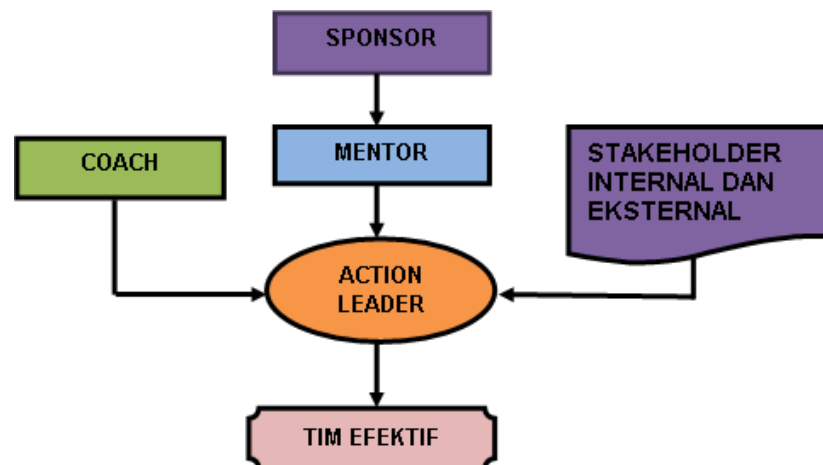 SPONSOR
COACH
MENTOR
STAKEHOLDER
INTERNAL DAN
EKSTERNAL
ACTION
LEADER
TIM EFEKTIF